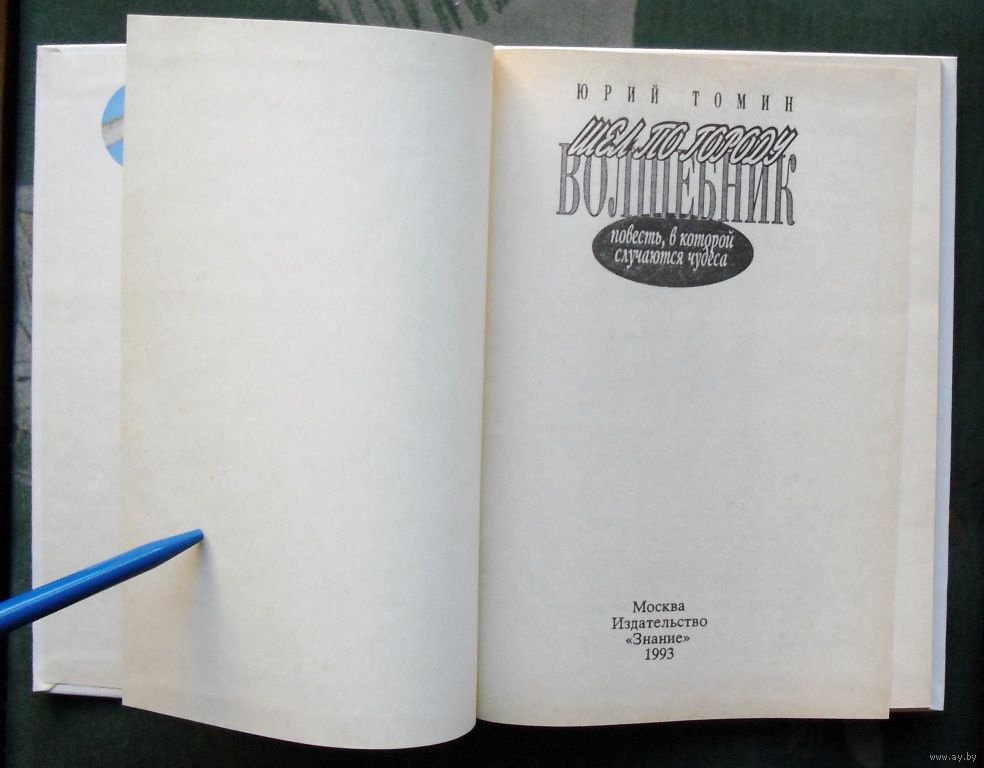 ЮРИЙ ТОМИН
ШЕЛ ПО ГОРОДУ
ВОЛШЕБНИК
повесть, в которой
случаются чудеса
Москва
Издательство
«Знание»
1993
www.ay.by